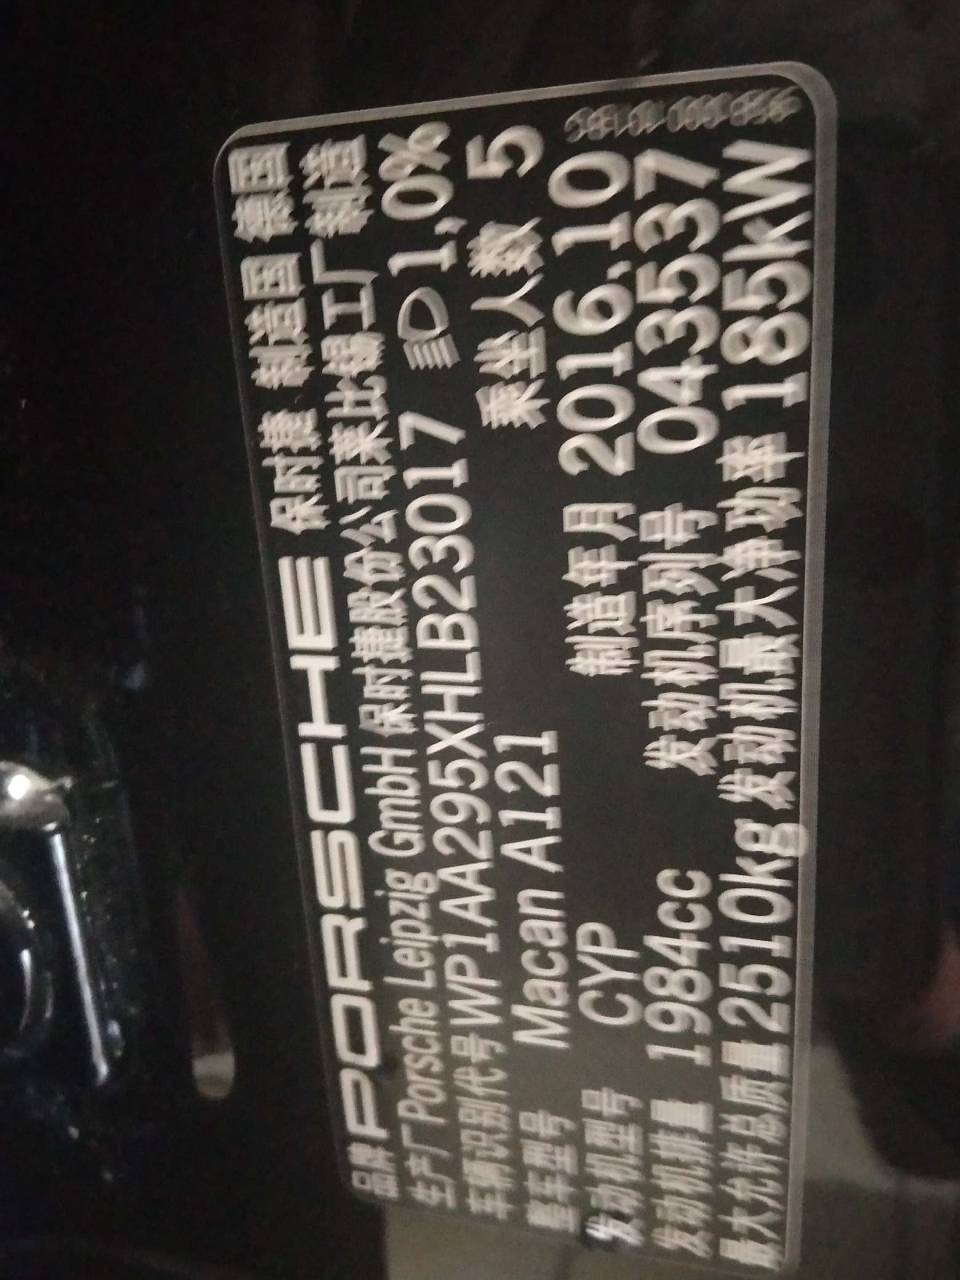 品牌 PORSCHE 保时捷 制造国 德国
生产厂 Porsche Leipzig GmbH 保时捷股份公司莱比锡工厂制造
车辆识别代号 WP1AA295XHLB23017 1,0%
整车型号 Macan A121 乘坐人数 5
发动机型号 CYP 制造年月 2016.10
发动机排量 1984cc 发动机序列号 043537
最大允许总质量 2510kg 发动机最大净功率 185kW